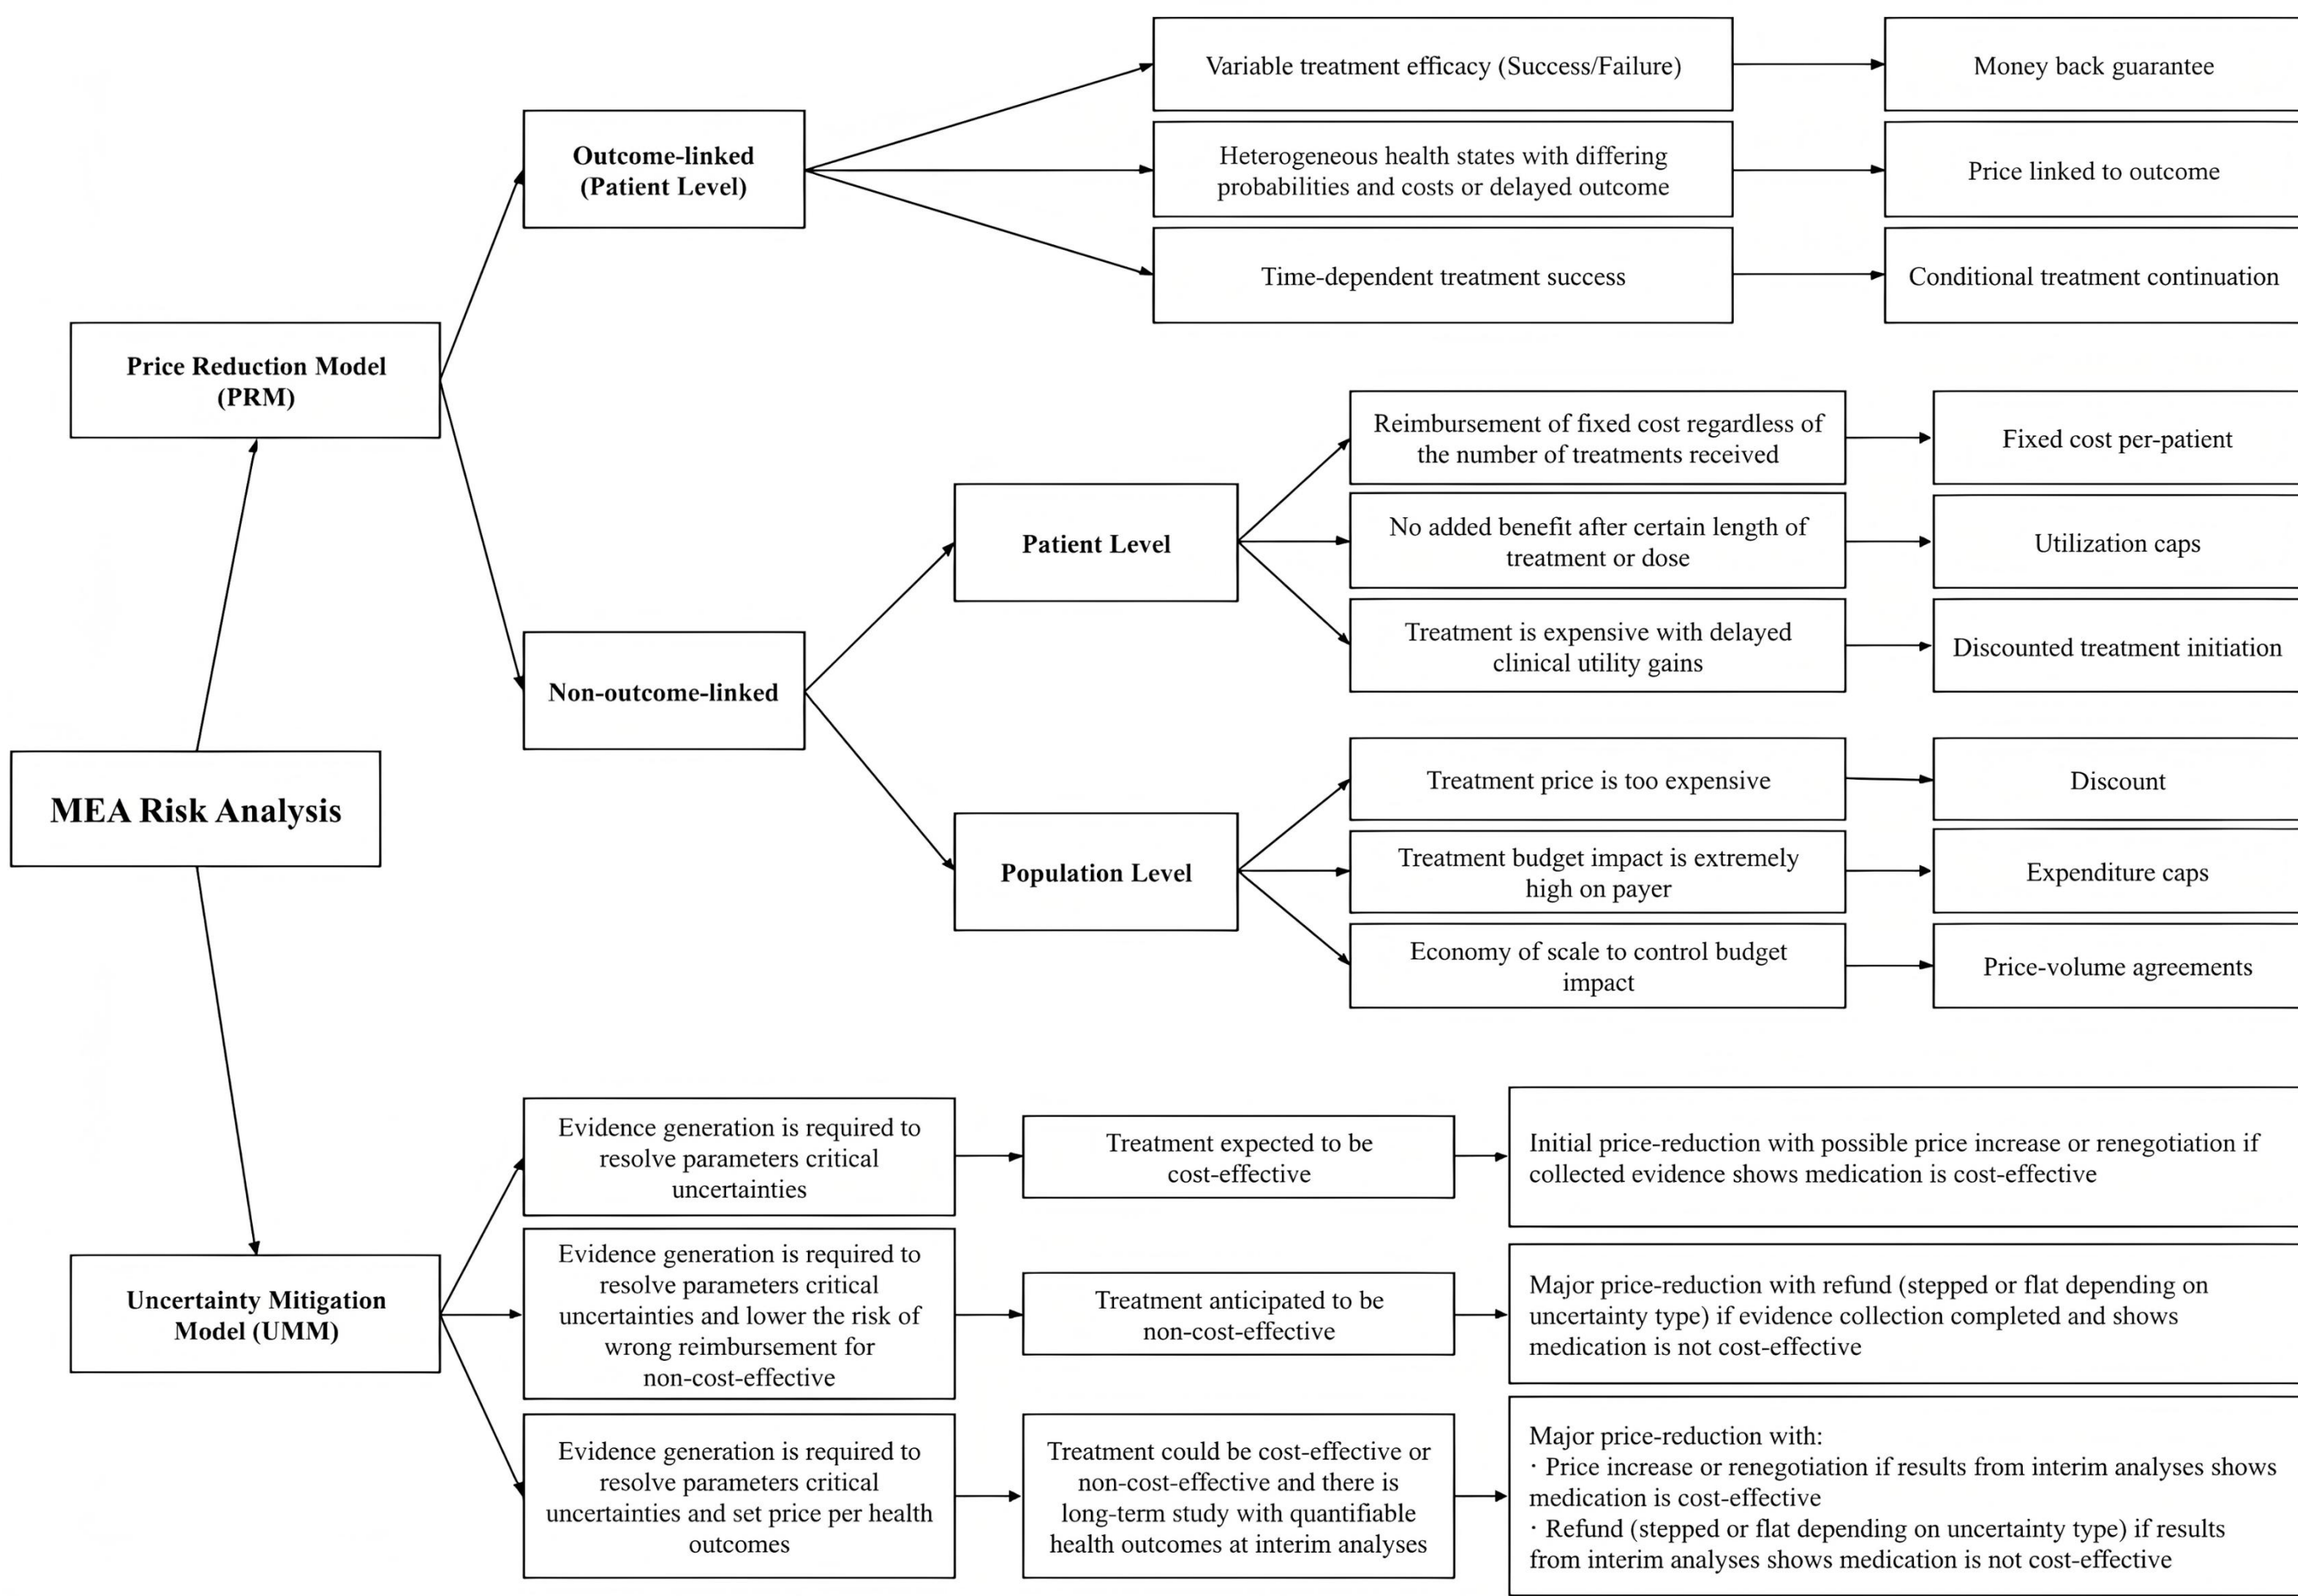 Variable treatment efficacy (Success/Failure)
Money back guarantee
Outcome-linked
(Patient Level)
Heterogeneous health states with differing
probabilities and costs or delayed outcome
Price linked to outcome
Time-dependent treatment success
Conditional treatment continuation
Price Reduction Model
(PRM)
Reimbursement of fixed cost regardless of
the number of treatments received
Fixed cost per-patient
Patient Level
No added benefit after certain length of
treatment or dose
Utilization caps
Treatment is expensive with delayed
clinical utility gains
Discounted treatment initiation
Non-outcome-linked
MEA Risk Analysis
Treatment price is too expensive
Discount
Population Level
Treatment budget impact is extremely
high on payer
Expenditure caps
Economy of scale to control budget
impact
Price-volume agreements
Evidence generation is required to
resolve parameters critical
uncertainties
Treatment expected to be
cost-effective
Initial price-reduction with possible price increase or renegotiation if
collected evidence shows medication is cost-effective
Uncertainty Mitigation
Model (UMM)
Evidence generation is required to
resolve parameters critical
uncertainties and lower the risk of
wrong reimbursement for
non-cost-effective
Treatment anticipated to be
non-cost-effective
Major price-reduction with refund (stepped or flat depending on
uncertainty type) if evidence collection completed and shows
medication is not cost-effective
Evidence generation is required to
resolve parameters critical
uncertainties and set price per health
outcomes
Treatment could be cost-effective or
non-cost-effective and there is
long-term study with quantifiable
health outcomes at interim analyses
Major price-reduction with:
· Price increase or renegotiation if results from interim analyses shows
medication is cost-effective
· Refund (stepped or flat depending on uncertainty type) if results
from interim analyses shows medication is not cost-effective